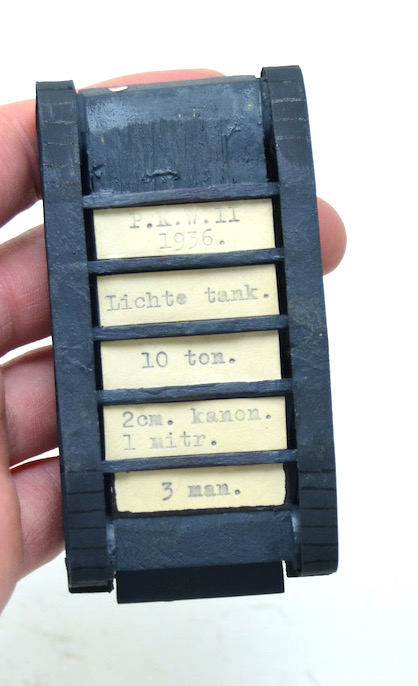 P.K.W.II
1936.
Lichte tank.
10 ton.
2cm. kanon.
1 mitr.
3 man.